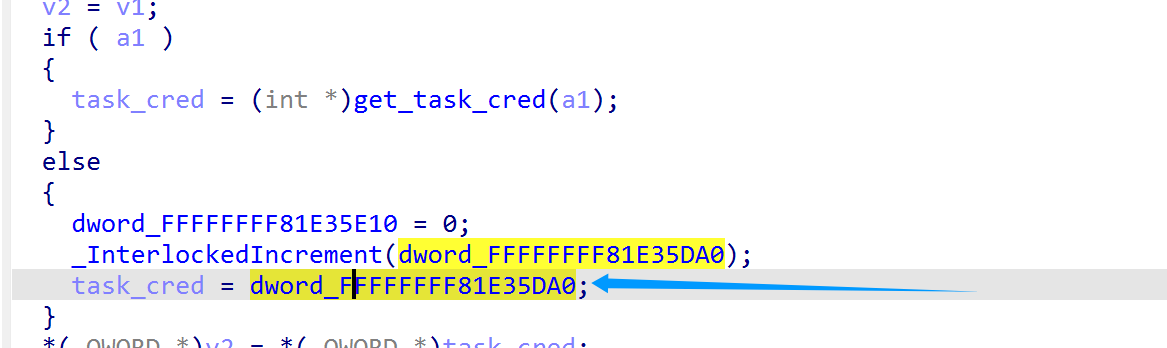 v2 = v1;
if ( a1 )
{
task_cred = (int *)get_task_cred(a1);
}
else
{
dword_FFFFFFFF81E35E10 = 0;
_InterlockedIncrement(dword_FFFFFFFF81E35DA0);
task_cred = dword_FFFFFFFF81E35DA0;
}
*(_QWORD *)v2 = *(_QWORD *)task_cred;